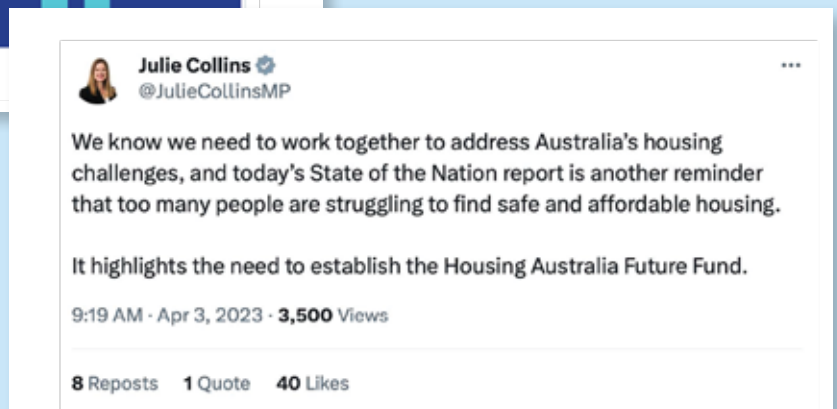 Julie Collins
@JulieCollinsMP
We know we need to work together to address Australia's housing
challenges, and today's State of the Nation report is another reminder
that too many people are struggling to find safe and affordable housing.
It highlights the need to establish the Housing Australia Future Fund.
9:19 AM · Apr 3, 2023 · 3,500 Views
8 Reposts 1 Quote 40 Likes